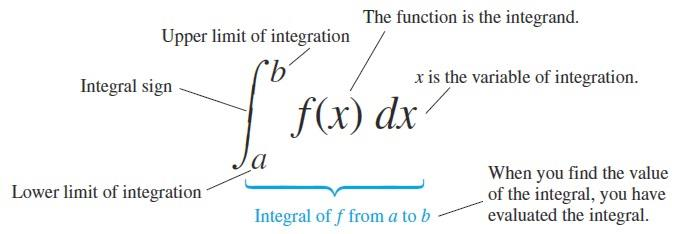 The function is the integrand.
Upper limit of integration
b
x is the variable of integration.
Integral sign
∫ f(x) dx
a
Lower limit of integration
When you find the value
of the integral, you have
evaluated the integral.
Integral of f from a to b